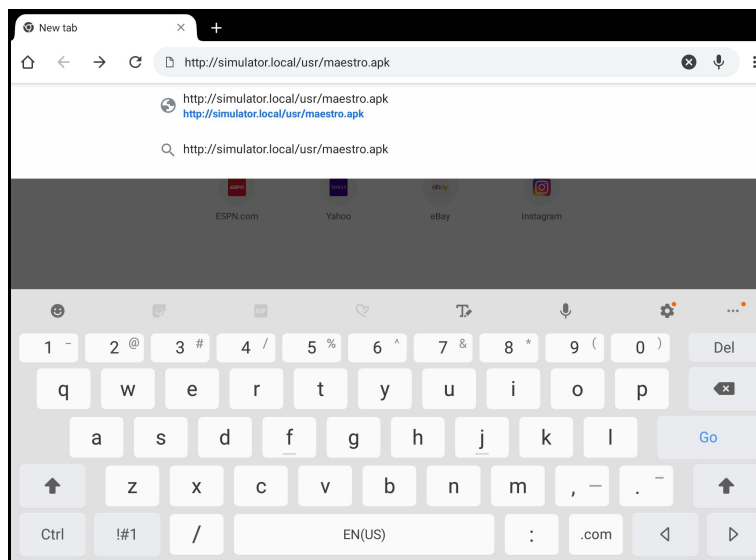 New tab
http://simulator.local/usr/maestro.apk
http://simulator.local/usr/maestro.apk
http://simulator.local/usr/maestro.apk
http://simulator.local/usr/maestro.apk
ESPN.com Yahoo eBay Instagram
1 - 2 @ 3 # 4 / 5 % 6 ^ 7 & 8 * 9 ( 0 ) Del
q w e r t y u i o p
a s d f g h j k l Go
z x c v b n m , — . ¯
Ctrl !#1 / EN(US) : .com